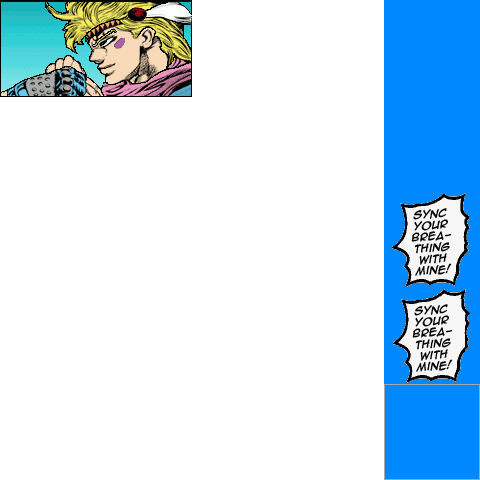 SYNC
YOUR
BREA-
THING
WITH
MINE!
SYNC
YOUR
BREA-
THING
WITH
MINE!